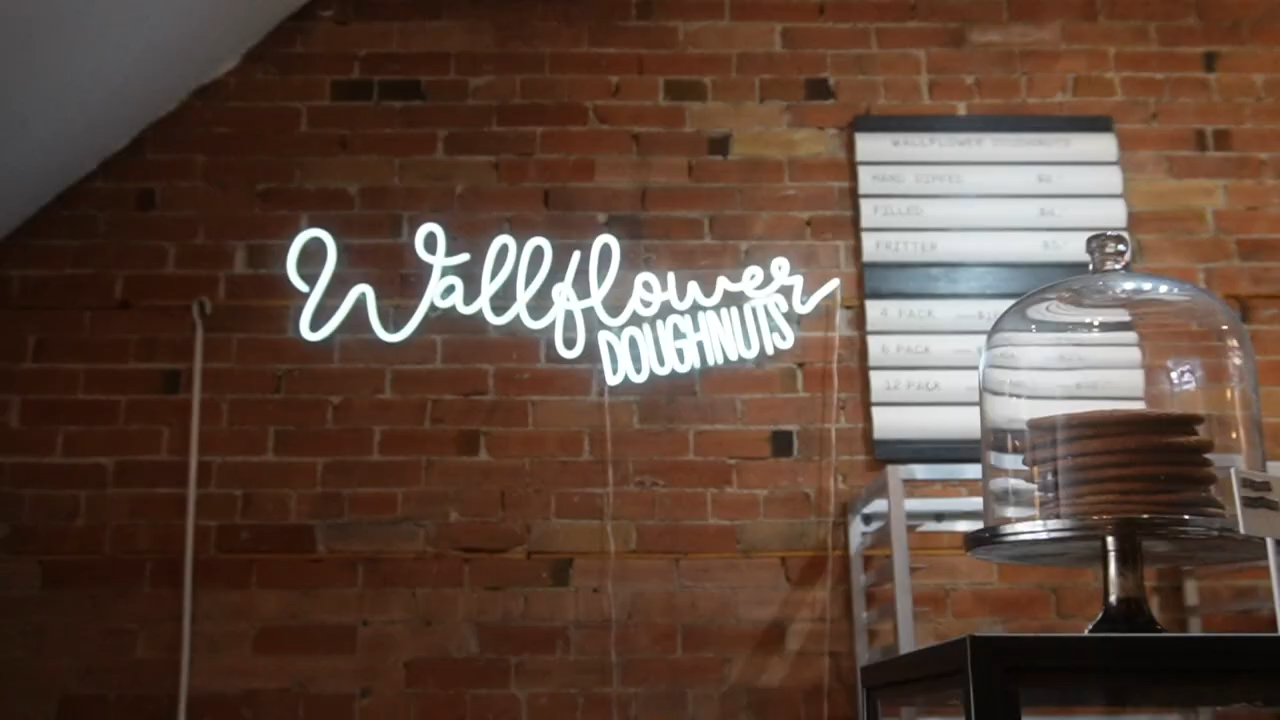 Wallflower
DOUGHNUTS
WALLFLOWER DOUGHNUTS
HAND DIPPED
FILLED
FRITTER
4 PACK
6 PACK
12 PACK